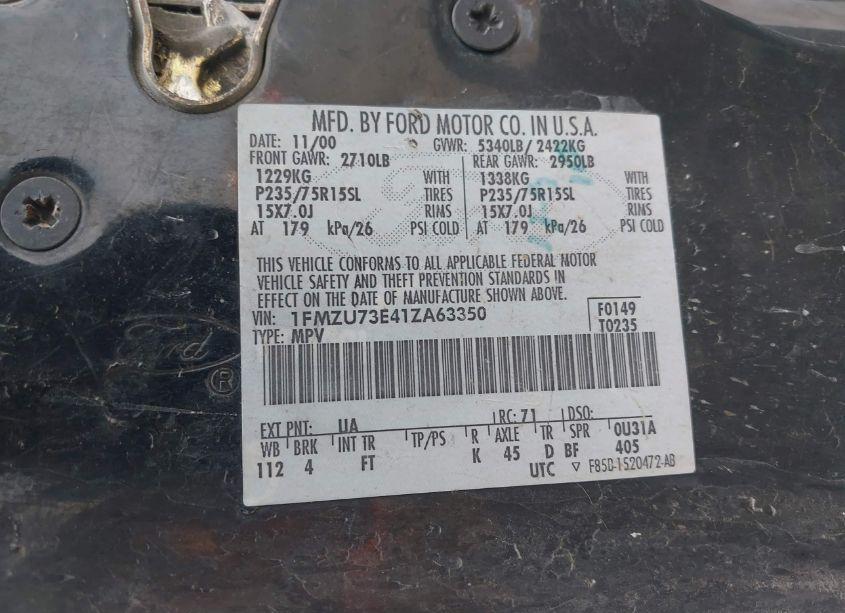 MFD. BY FORD MOTOR CO. IN U.S.A.
DATE: 11/00 GVWR: 5340LB/ 2422KG
FRONT GAWR: 2710LB REAR GAWR: 2950LB
1229KG WITH 1338KG WITH
P235/75R15SL TIRES P235/75R15SL TIRES
15X7.0J RIMS 15X7.0J RIMS
AT 179 kPa/26 PSI COLD AT 179 kPa/26 PSI COLD
THIS VEHICLE CONFORMS TO ALL APPLICABLE FEDERAL MOTOR
VEHICLE SAFETY AND THEFT PREVENTION STANDARDS IN
EFFECT ON THE DATE OF MANUFACTURE SHOWN ABOVE.
VIN: 1FMZU73E41ZA63350 F0149
TYPE: MPV T0235
Ford ®
EXT PNT: UA RC: 71 DSO:
WB BRK INT TR TP/PS R AXLE TR SPR 0U31A
112 4 FT K 45 D BF 405
UTC ▽ F85B-1520472-AB